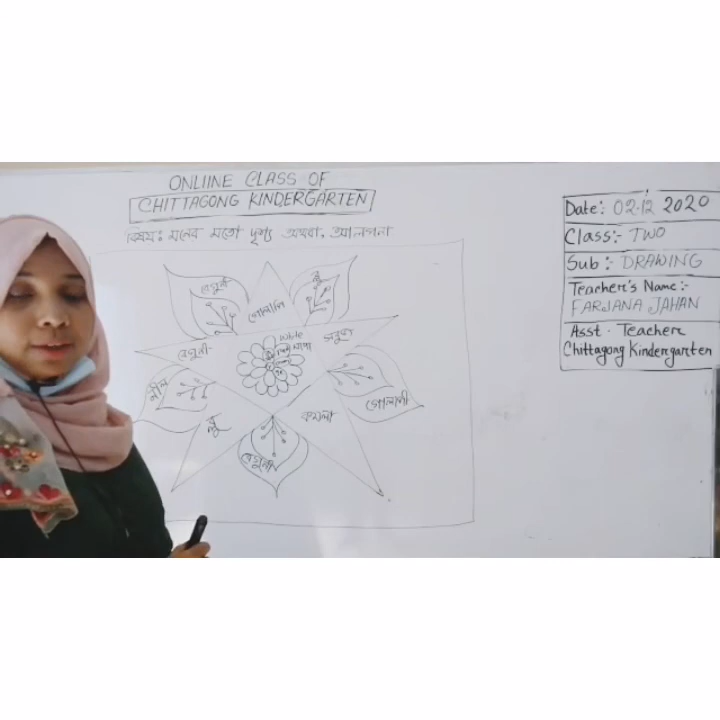 ONLIINE CLASS OF
CHITTAGONG KINDERGARTEN
বিষয়ঃ মনের মতো দৃশ্য অথবা, আলপনা
Date:- 02-12 2020
Class:- TWO
Sub:- DRAWING
Teacher's Name:-
FARJANA JAHAN
Asst. Teacher
Chittagong Kindergarten
বেগুনী
গোলাপি
white
সবুজ
বেগুনী
নীল
গোলাপী
ব্লু
কমলা
বেগুনী